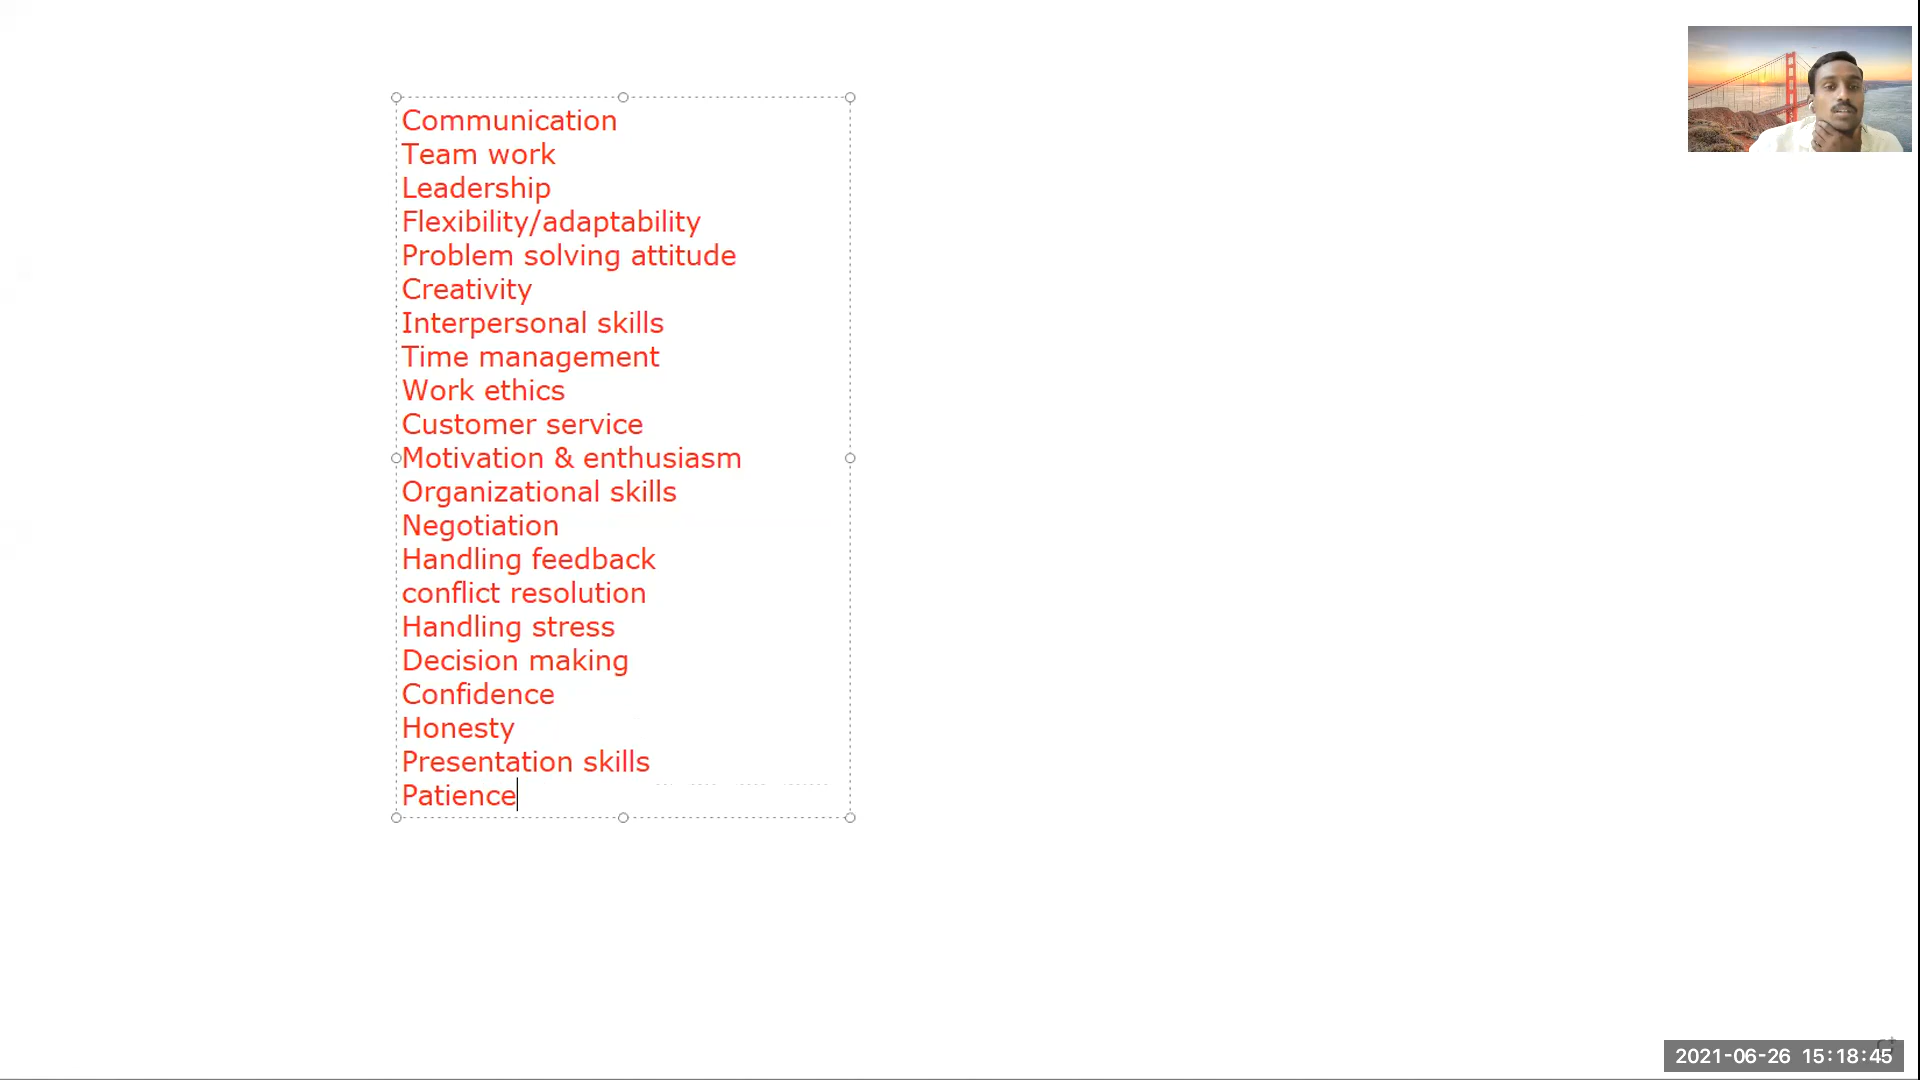 Communication
Team work
Leadership
Flexibility/adaptability
Problem solving attitude
Creativity
Interpersonal skills
Time management
Work ethics
Customer service
Motivation & enthusiasm
Organizational skills
Negotiation
Handling feedback
conflict resolution
Handling stress
Decision making
Confidence
Honesty
Presentation skills
Patience
2021-06-26 15:18:45